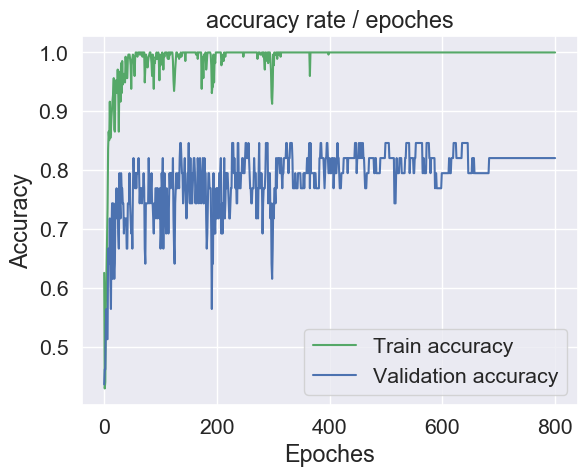 accuracy rate / epoches
1.0
0.9
0.8
0.7
0.6
0.5
Accuracy
Train accuracy
Validation accuracy
0 200 400 600 800
Epoches